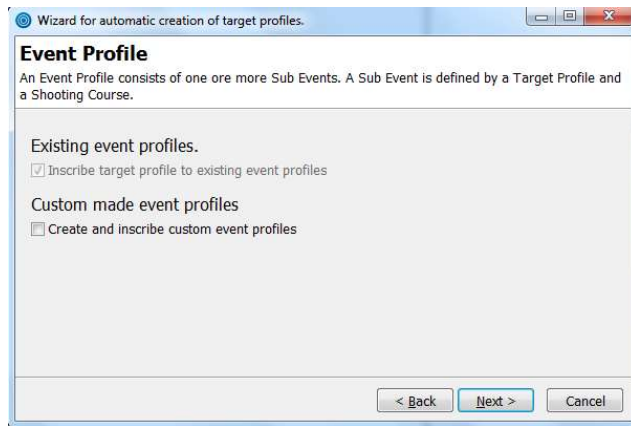 Wizard for automatic creation of target profiles.
Event Profile
An Event Profile consists of one ore more Sub Events. A Sub Event is defined by a Target Profile and
a Shooting Course.
Existing event profiles.
Inscribe target profile to existing event profiles
Custom made event profiles
Create and inscribe custom event profiles
< Back Next > Cancel